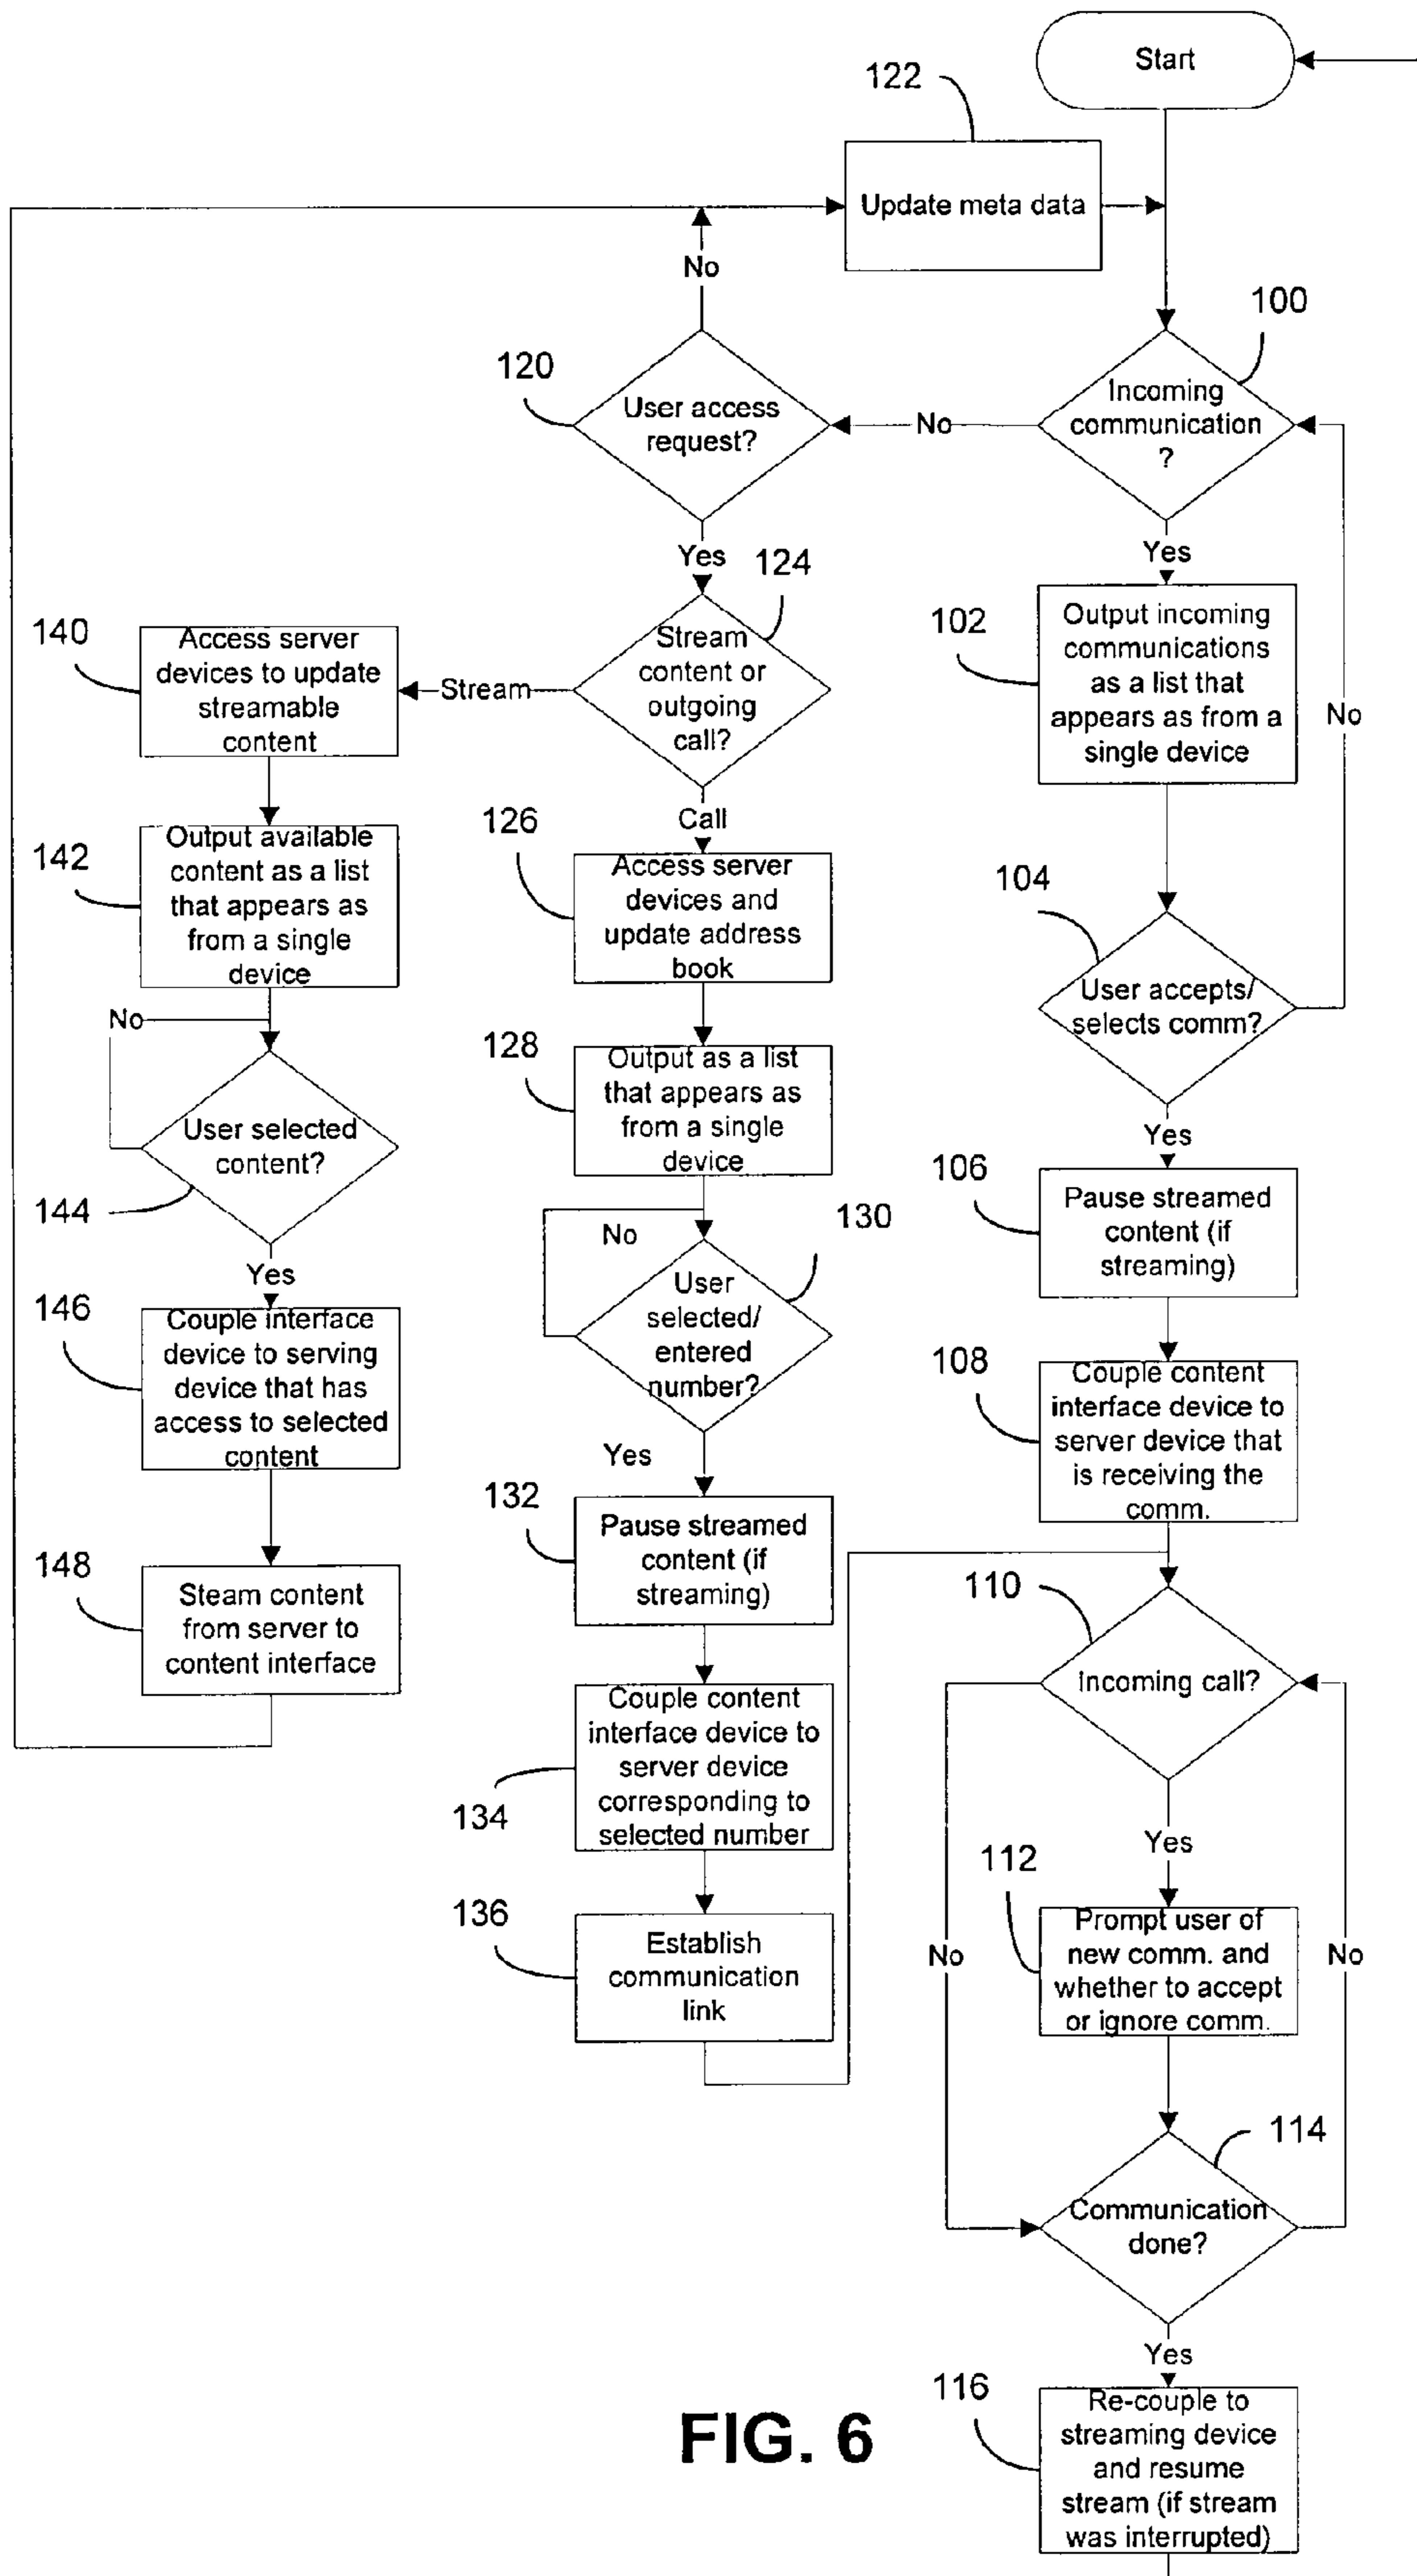 Start
122
Update meta data
No
100
Incoming
communication
?
120
User access
request?
No
Yes
Yes
124
Stream
content or
outgoing
call?
140
Access server
devices to update
streamable
content
Stream
102
Output incoming
communications
as a list that
appears as from a
single device
No
Call
142
Output available
content as a list
that appears as
from a single
device
126
Access server
devices and
update address
book
104
User accepts/
selects comm?
No
128
Output as a list
that appears as
from a single
device
User selected
content?
144
Yes
106
Pause streamed
content (if
streaming)
130
No
User
selected/
entered
number?
Yes
146
Couple interface
device to serving
device that has
access to selected
content
108
Couple content
interface device to
server device that
is receiving the
comm.
Yes
132
Pause streamed
content (if
streaming)
148
Steam content
from server to
content interface
110
Incoming call?
Couple content
interface device to
server device
corresponding to
selected number
134
Yes
112
Prompt user of
new comm. and
whether to accept
or ignore comm.
No
No
136
Establish
communication
link
114
Communication
done?
Yes
116
Re-couple to
streaming device
and resume
stream (if stream
was interrupted)
FIG. 6